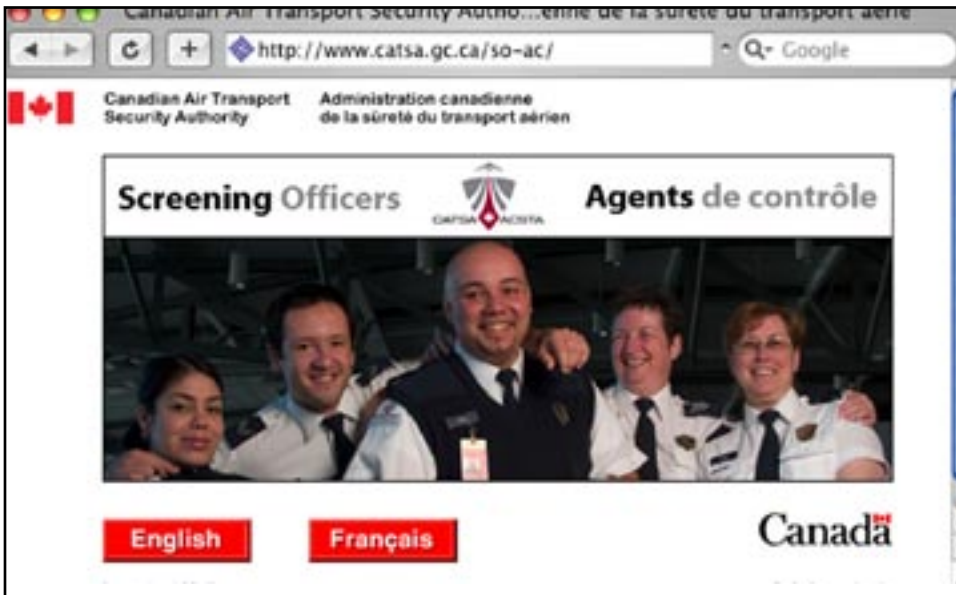 Canadian Air Transport Security Autho...enne de la sûreté du transport aérie
http://www.catsa.gc.ca/so-ac/
Google
Canadian Air Transport
Security Authority
Administration canadienne
de la sûreté du transport aérien
Screening Officers
CATSA ACSTA
Agents de contrôle
English
Français
Canada